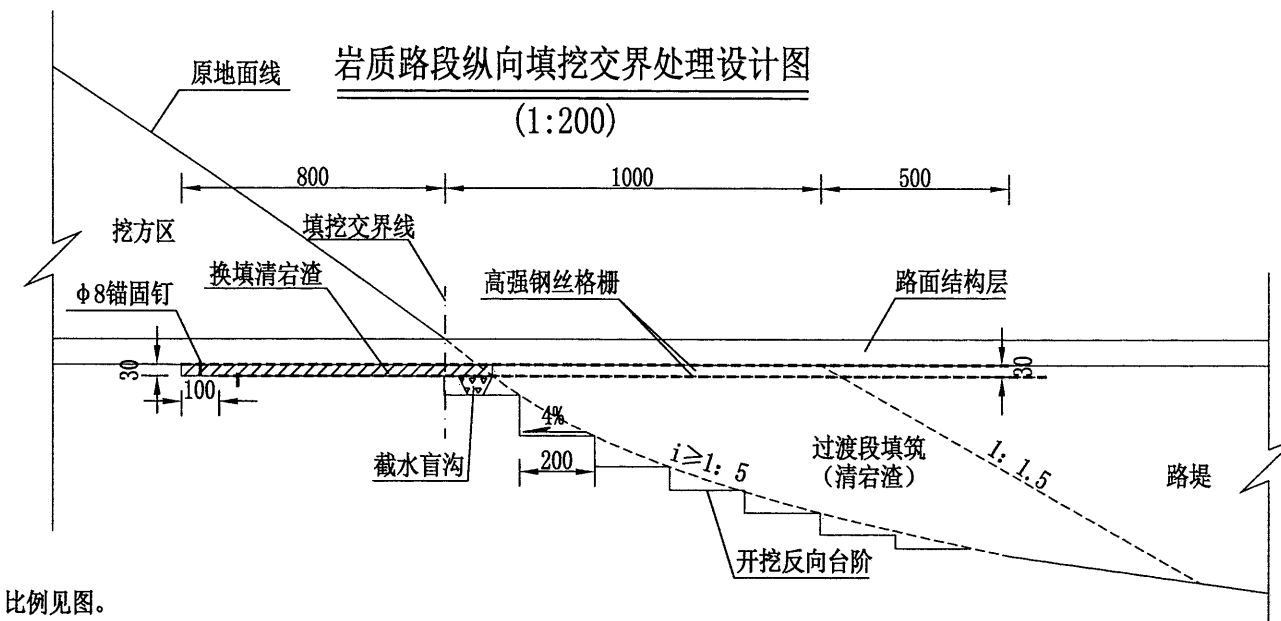 岩质路段纵向填挖交界处理设计图
(1:200)
原地面线
800
1000
500
挖方区
填挖交界线
换填清宕渣
高强钢丝格栅
路面结构层
φ8锚固钉
30
30
100
4%
截水盲沟
200
i≥1: 5
过渡段填筑
(清宕渣)
1: 1.5
路堤
开挖反向台阶
比例见图。